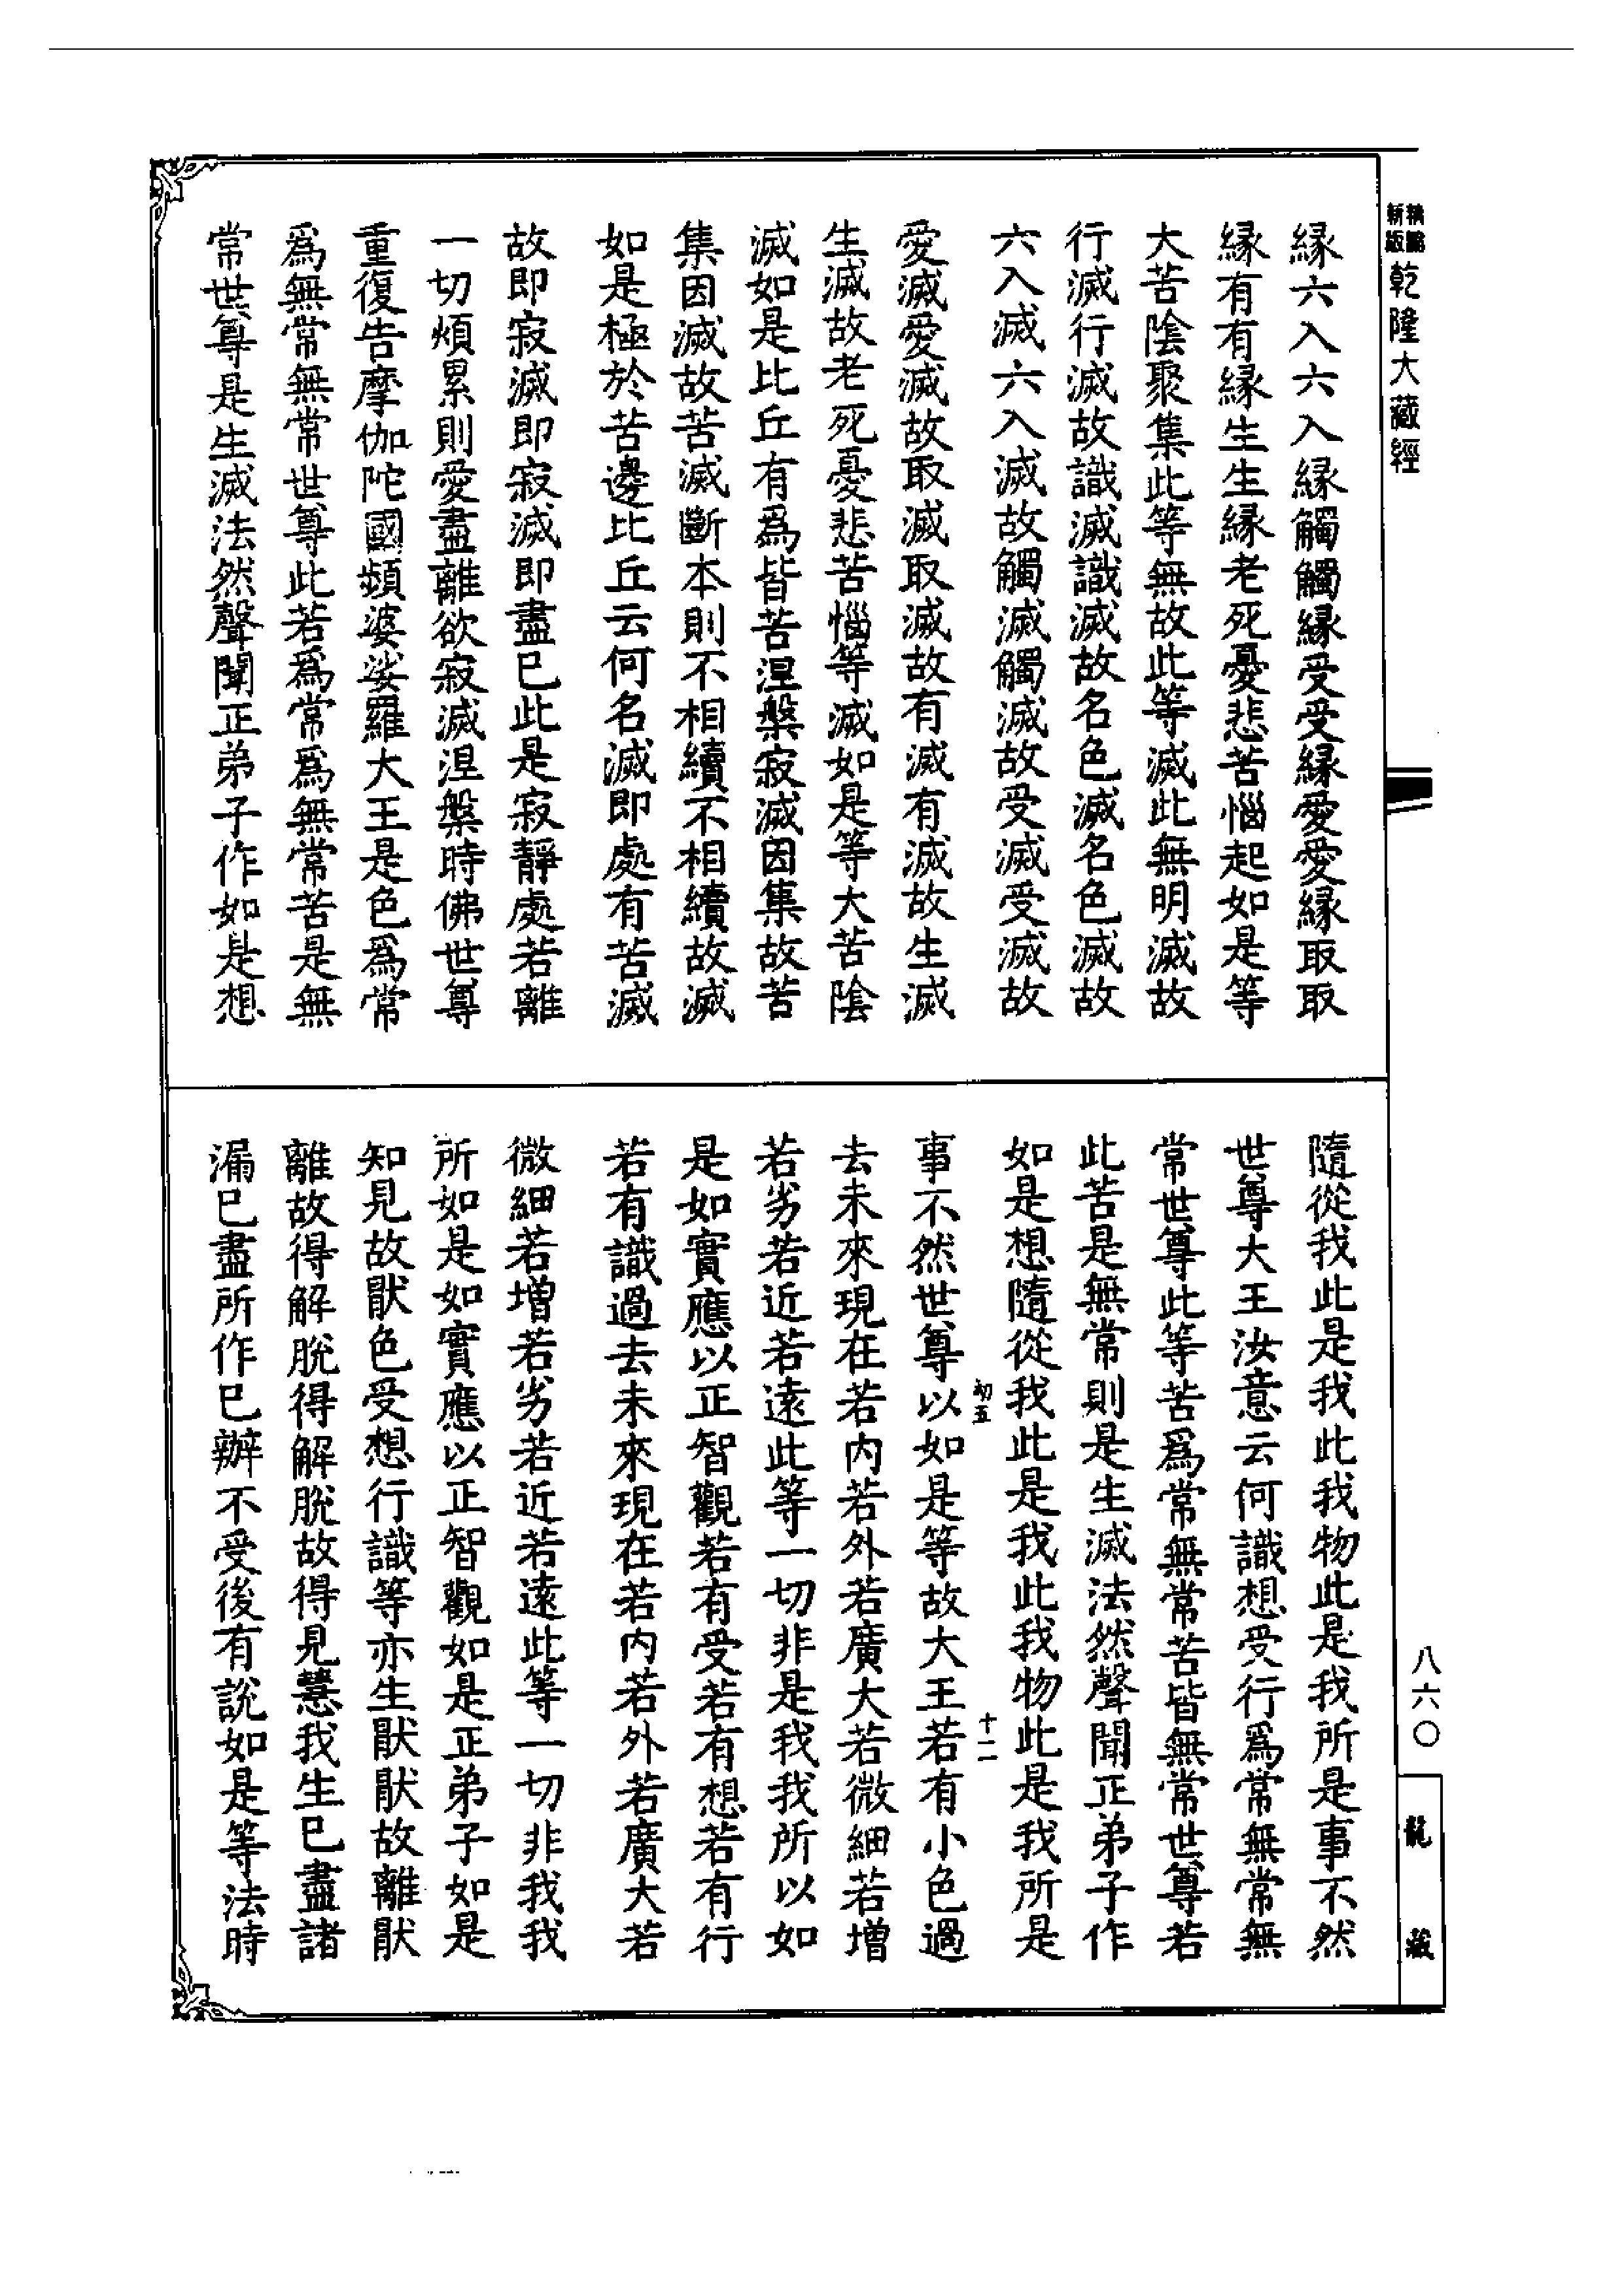 新版
乾隆大藏經
緣六入六入緣觸觸緣受受緣愛愛緣取取
緣有有緣生生緣老死憂悲苦惱起如是等
大苦陰聚集此等無故此等滅此無明滅故
行滅行滅故識滅識滅故名色滅名色滅故
六入滅六入滅故觸滅觸滅故受滅受滅故
愛滅愛滅故取滅取滅故有滅有滅故生滅
生滅故老死憂悲苦惱等滅如是等大苦陰
滅如是比丘有爲皆苦涅槃寂滅因集故苦
集因滅故苦滅斷本則不相續不相續故滅
如是極於苦邊比丘云何名滅即處有苦滅
故即寂滅即寂滅即盡已此是寂靜處若離
一切煩累則愛盡離欲寂滅涅槃時佛世尊
重復告摩伽陀國頻婆娑羅大王是色爲常
爲無常無常世尊此若爲常爲無常苦是無
常世尊是生滅法然聲聞正弟子作如是想
隨從我此是我此我物此是我所是事不然
世尊大王汝意云何識想受行爲常無常無
常世尊此等苦爲常無常苦皆無常世尊若
此苦是無常則是生滅法然聲聞正弟子作
如是想隨從我此是我此我物此是我所是
事不然世尊以如是等故大王若有小色過
初五
十二
去未來現在若內若外若廣大若微細若增
若劣若近若遠此等一切非是我我所以如
是如實應以正智觀若有受若有想若有行
若有識過去未來現在若內若外若廣大若
微細若增若劣若近若遠此等一切非我我
所如是如實應以正智觀如是正弟子如是
知見故猒色受想行識等亦生猒猒故離猒
離故得解脫得解脫故得見慧我生已盡諸
漏已盡所作已辦不受後有說如是等法時
八六〇
龍藏